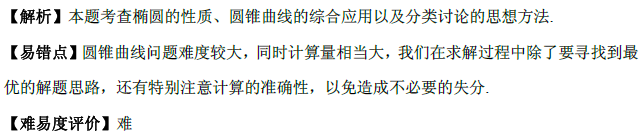 【解析】本题考查椭圆的性质、圆锥曲线的综合应用以及分类讨论的思想方法.
【易错点】圆锥曲线问题难度较大，同时计算量相当大，我们在求解过程中除了要寻找到最
优的解题思路，还有特别注意计算的准确性，以免造成不必要的失分.
【难易度评价】难